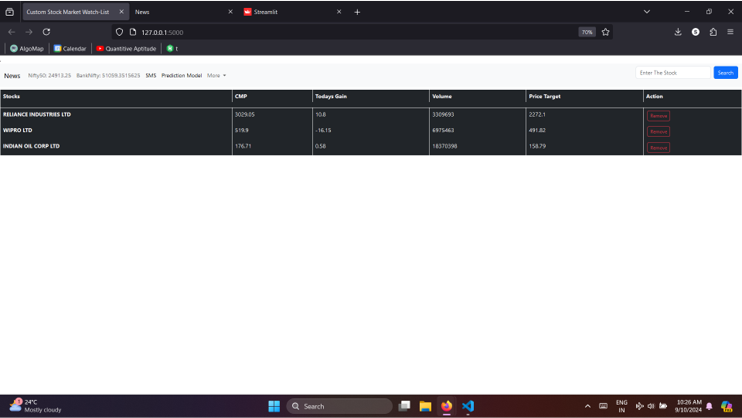 Custom Stock Market Watch-List
News
Streamlit
127.0.0.1:5000
70%
AlgoMap
Calendar
Quantitive Aptitude
t
News
Nifty50: 24913.25
BankNifty: 51059.3515625
SMS
Prediction Model
More
Enter The Stock
Search
Stocks CMP Todays Gain Volume Price Target Action
RELIANCE INDUSTRIES LTD 3029.05 10.8 3309693 2272.1 Remove
WIPRO LTD 519.9 -16.15 6975463 491.82 Remove
INDIAN OIL CORP LTD 176.71 0.58 18370398 158.79 Remove
24°C
Mostly cloudy
Search
ENG
IN
10:26 AM
9/10/2024